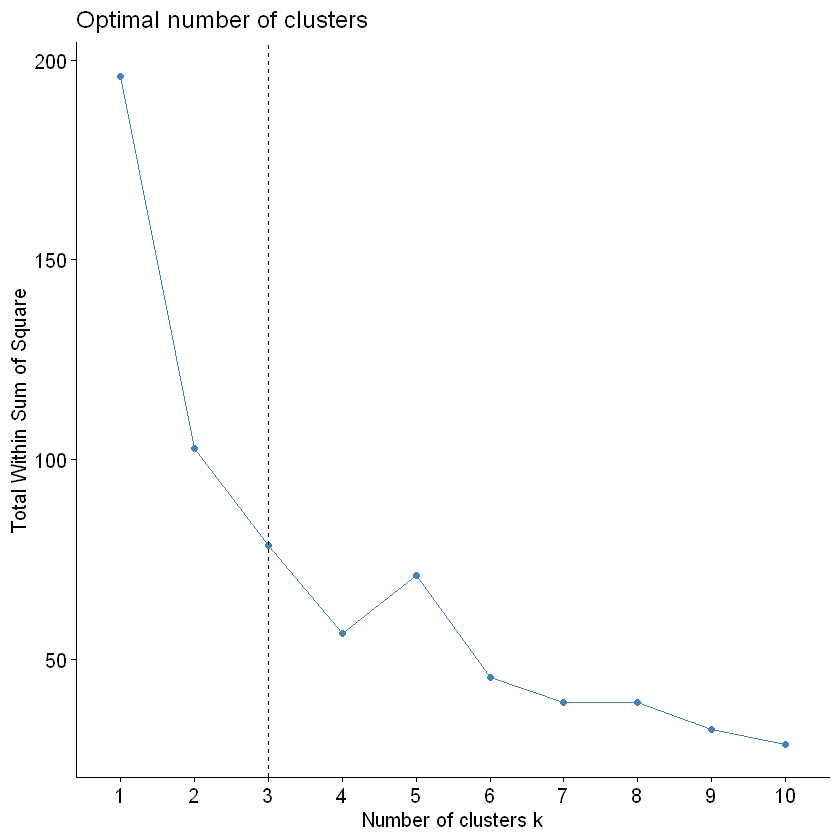 Optimal number of clusters
200
150
100
50
Total Within Sum of Square
1 2 3 4 5 6 7 8 9 10
Number of clusters k